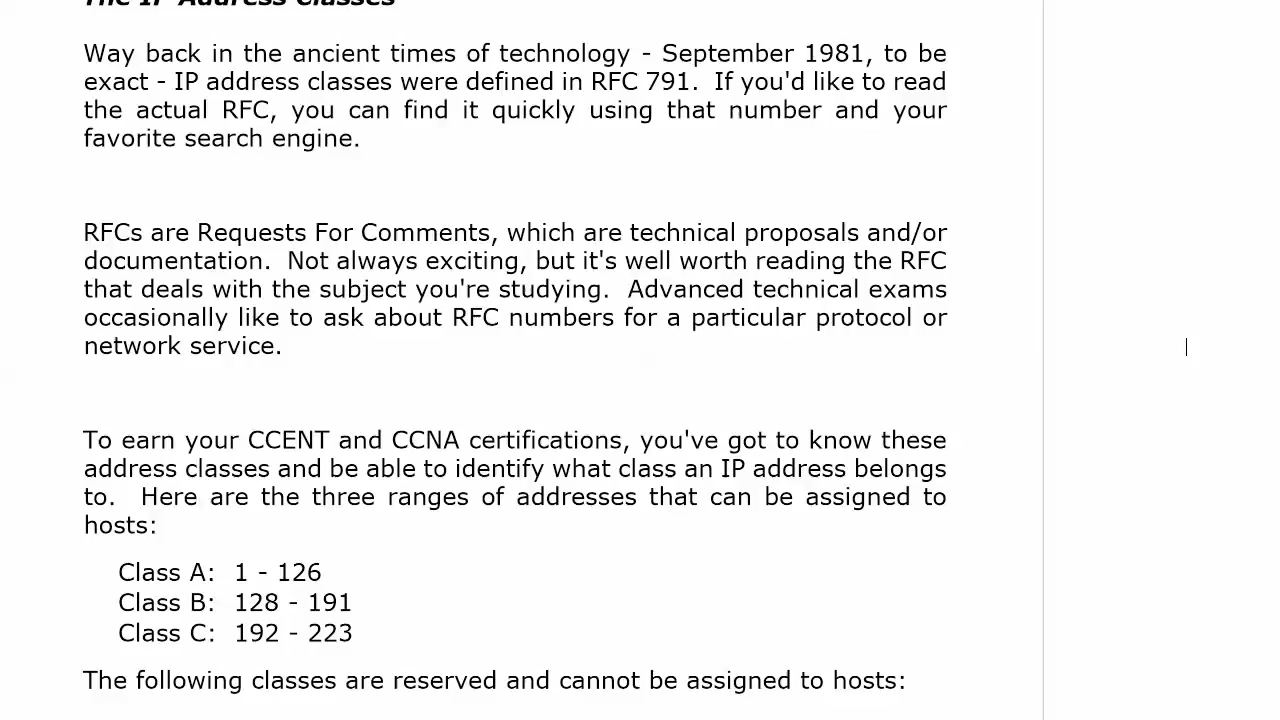 The IP Address Classes
Way back in the ancient times of technology - September 1981, to be
exact - IP address classes were defined in RFC 791.  If you'd like to read
the actual RFC, you can find it quickly using that number and your
favorite search engine.
RFCs are Requests For Comments, which are technical proposals and/or
documentation.  Not always exciting, but it's well worth reading the RFC
that deals with the subject you're studying.  Advanced technical exams
occasionally like to ask about RFC numbers for a particular protocol or
network service.
To earn your CCENT and CCNA certifications, you've got to know these
address classes and be able to identify what class an IP address belongs
to.  Here are the three ranges of addresses that can be assigned to
hosts:
Class A:  1 - 126
Class B:  128 - 191
Class C:  192 - 223
The following classes are reserved and cannot be assigned to hosts: